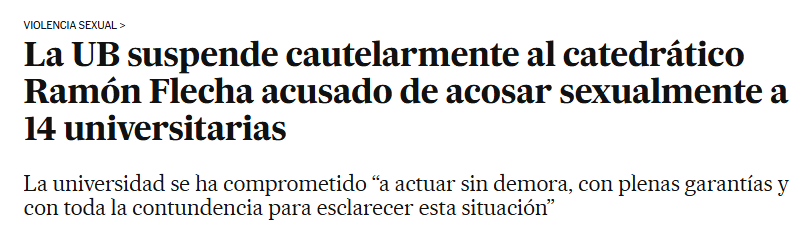 VIOLENCIA SEXUAL >
La UB suspende cautelarmente al catedrático
Ramón Flecha acusado de acosar sexualmente a
14 universitarias
La universidad se ha comprometido “a actuar sin demora, con plenas garantías y
con toda la contundencia para esclarecer esta situación”